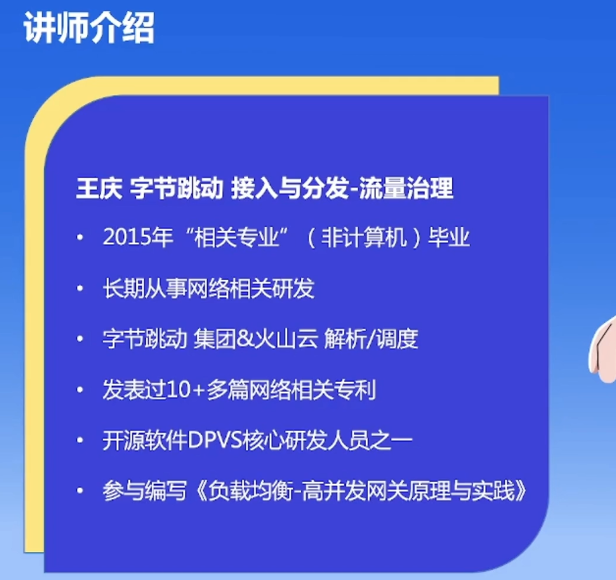 讲师介绍
王庆 字节跳动 接入与分发-流量治理
• 2015年“相关专业”（非计算机）毕业
• 长期从事网络相关研发
• 字节跳动 集团&火山云 解析/调度
• 发表过10+多篇网络相关专利
• 开源软件DPVS核心研发人员之一
• 参与编写《负载均衡-高并发网关原理与实践》